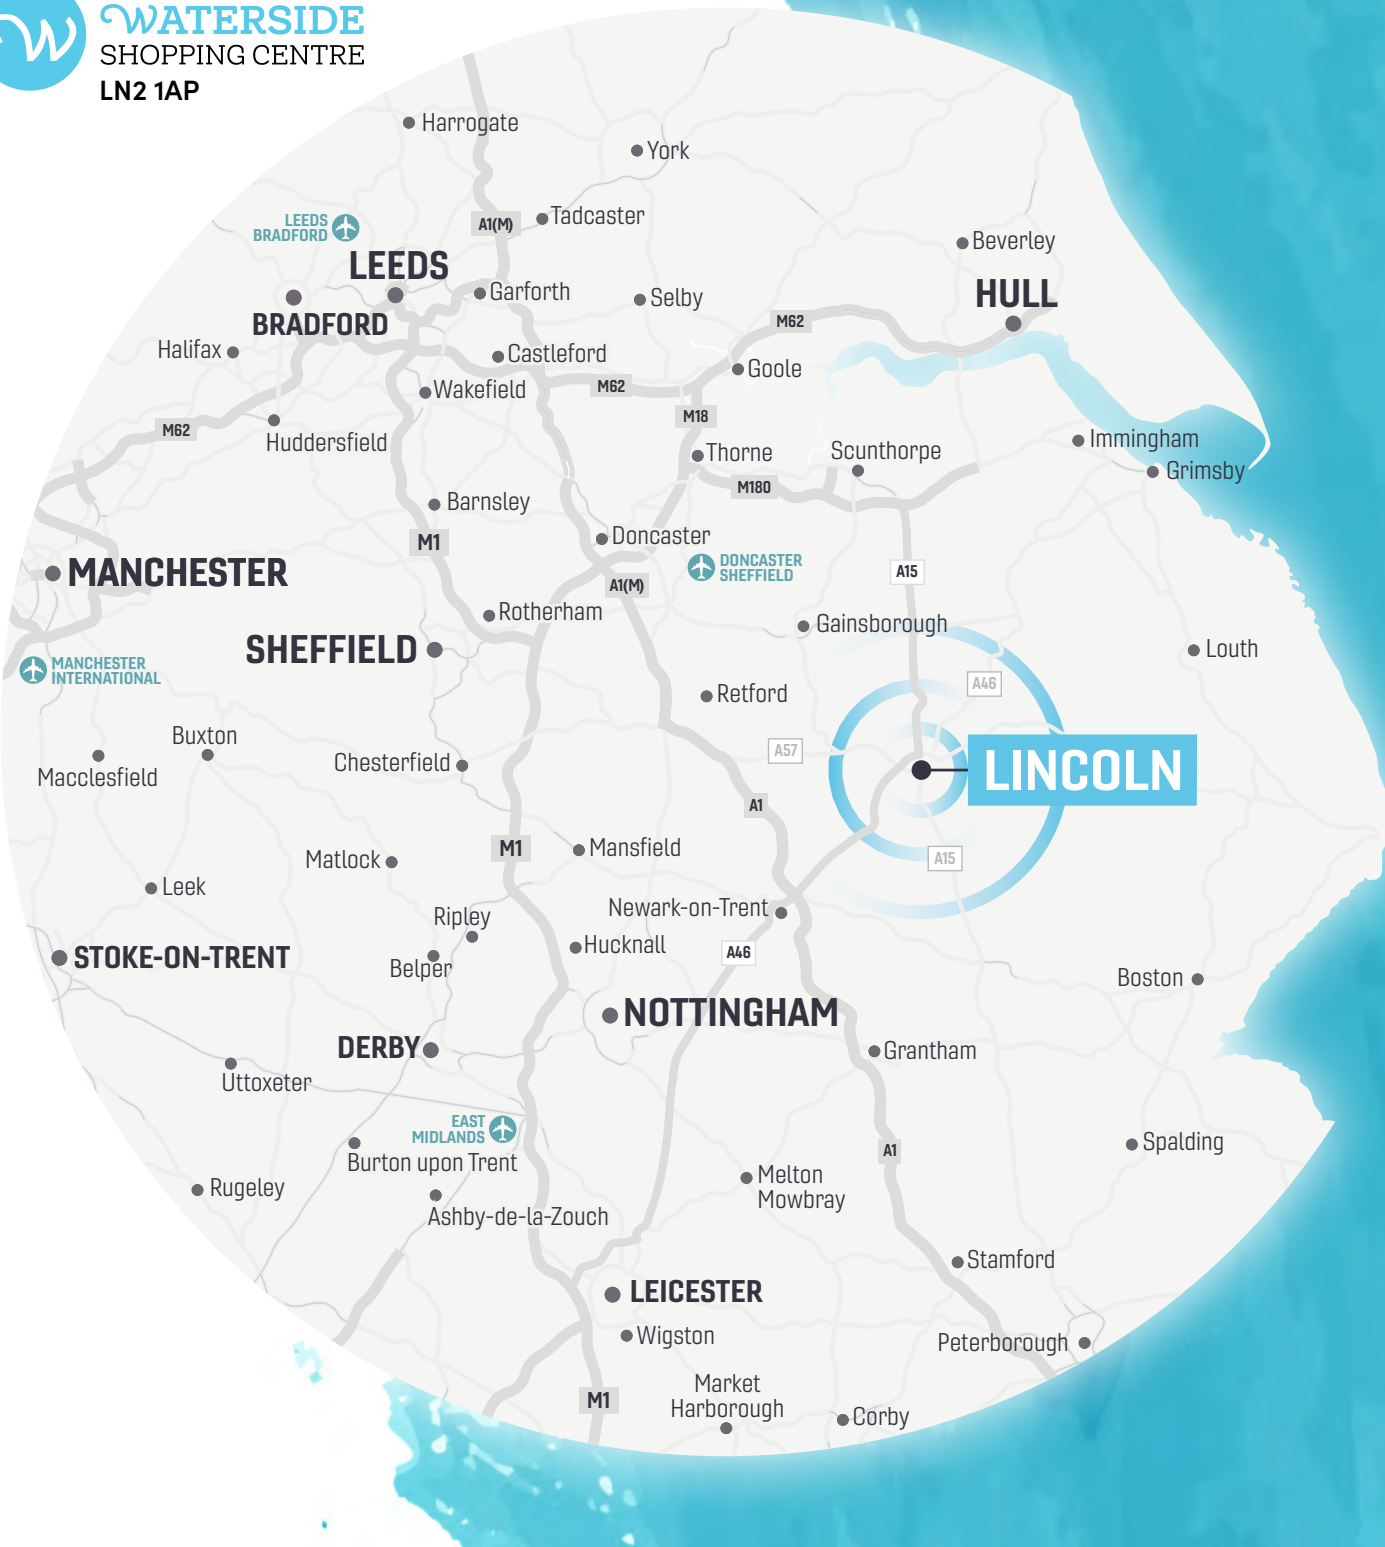 WATERSIDE
SHOPPING CENTRE
LN2 1AP
Harrogate
York
Tadcaster
A1(M)
LEEDS
BRADFORD
Beverley
LEEDS
Garforth
Selby
HULL
BRADFORD
M62
Halifax
Castleford
Goole
Wakefield
M62
M18
M62
Huddersfield
Immingham
Thorne
Scunthorpe
Grimsby
M180
Barnsley
Doncaster
M1
DONCASTER
SHEFFIELD
A15
MANCHESTER
A1(M)
Rotherham
Gainsborough
SHEFFIELD
Louth
MANCHESTER
INTERNATIONAL
A46
Retford
Buxton
A57
Chesterfield
Macclesfield
LINCOLN
A1
M1
Mansfield
Matlock
A15
Leek
Newark-on-Trent
Ripley
Hucknall
A46
STOKE-ON-TRENT
Belper
Boston
NOTTINGHAM
DERBY
Grantham
Uttoxeter
EAST
MIDLANDS
Spalding
A1
Burton upon Trent
Melton
Mowbray
Rugeley
Ashby-de-la-Zouch
Stamford
LEICESTER
Wigston
Peterborough
Market
Harborough
M1
Corby